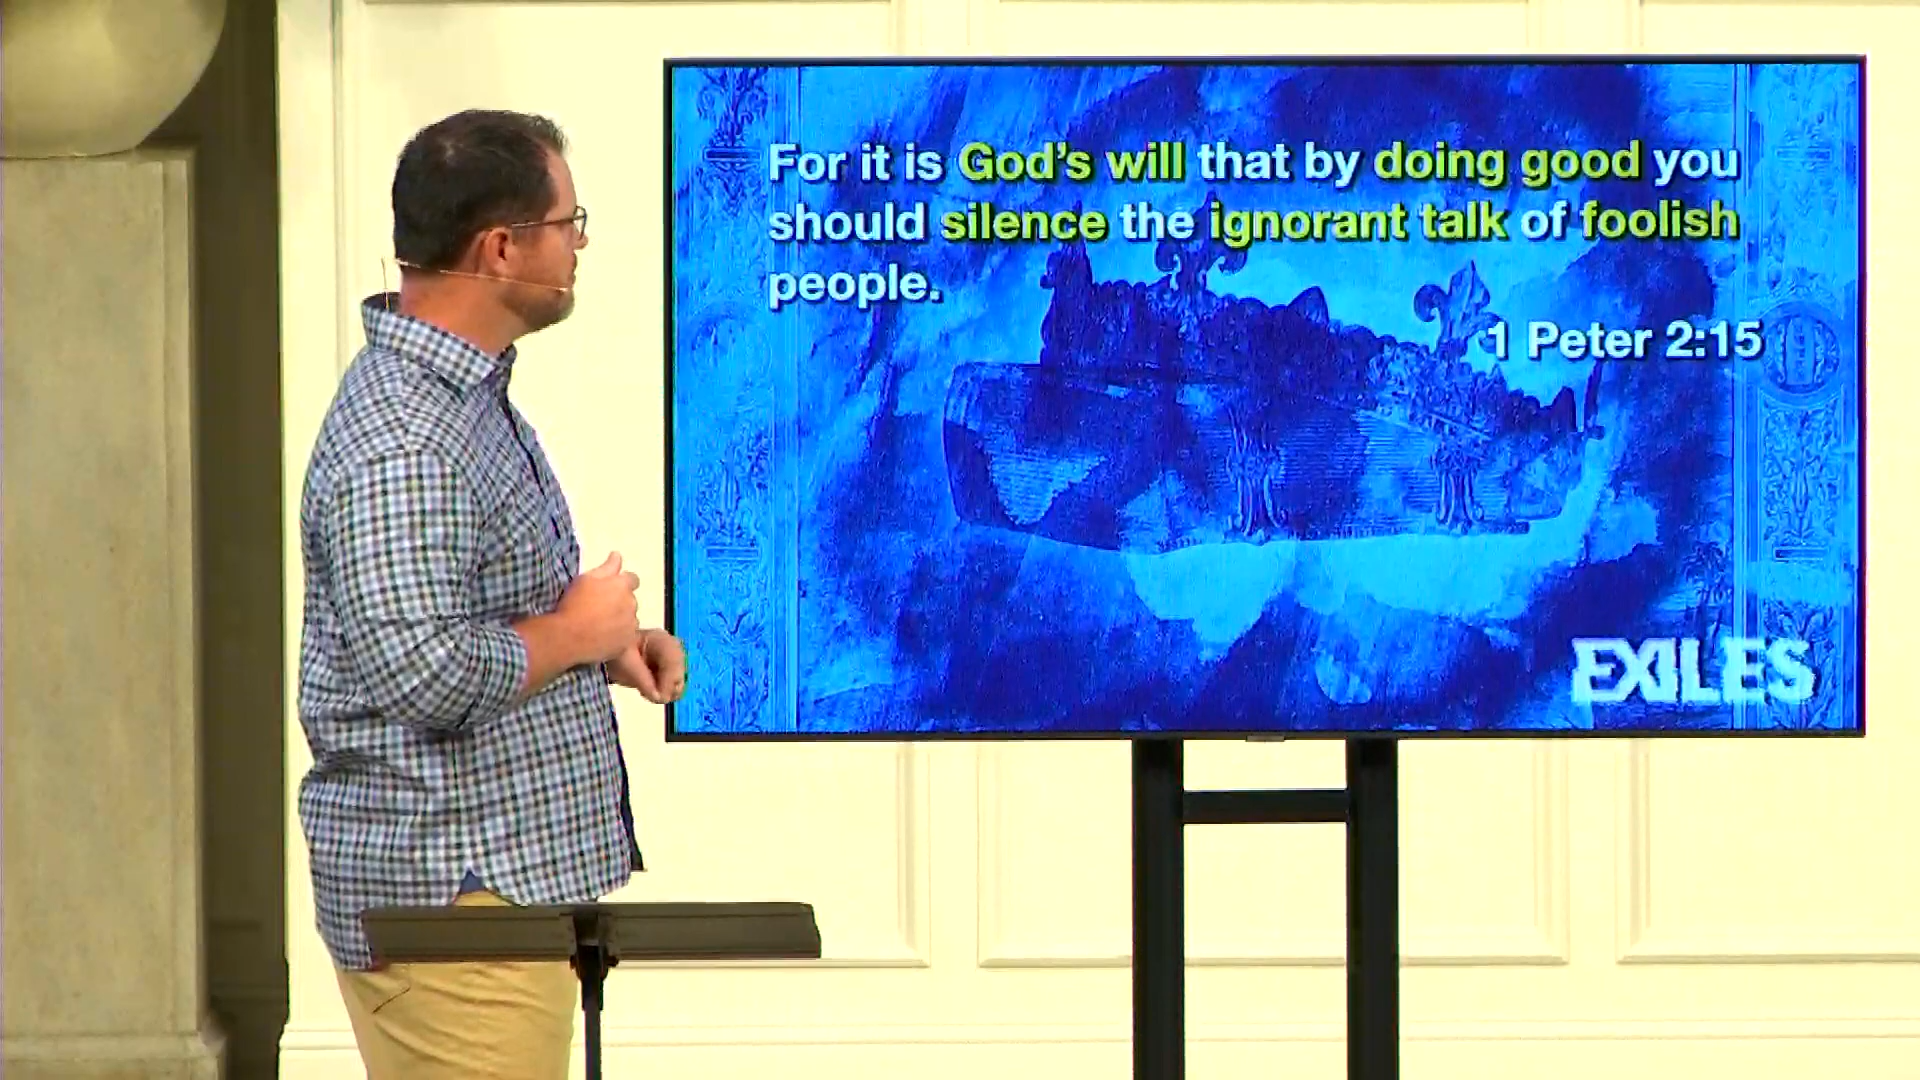 For it is God's will that by doing good you
should silence the ignorant talk of foolish
people.
1 Peter 2:15
EXILES